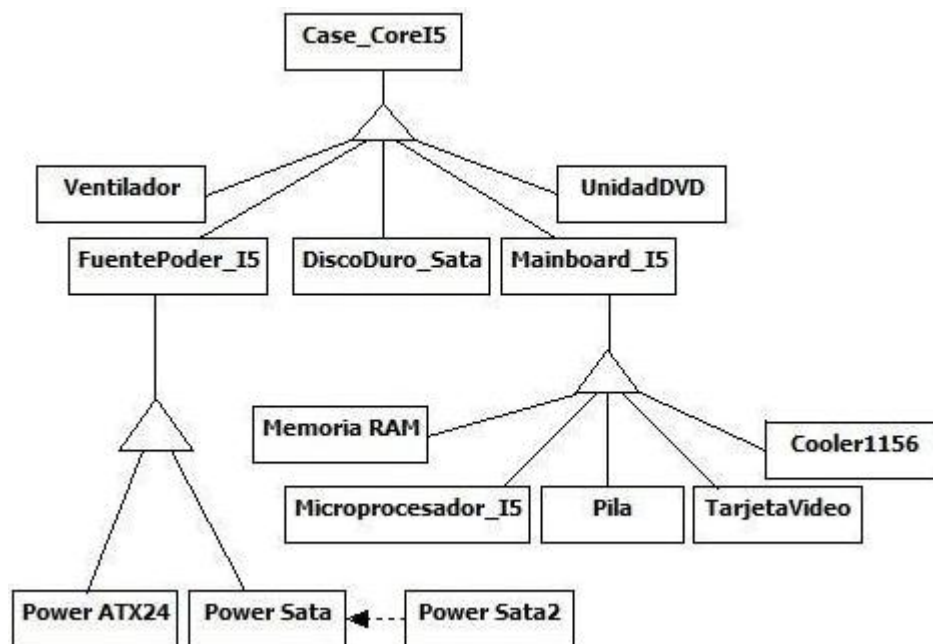 Case_CoreI5
Ventilador
UnidadDVD
FuentePoder_I5
DiscoDuro_Sata
Mainboard_I5
Memoria RAM
Cooler1156
Microprocesador_I5
Pila
TarjetaVideo
Power ATX24
Power Sata
Power Sata2